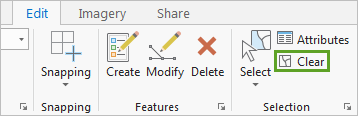 Edit Imagery Share
Snapping
Create Modify Delete
Select
Attributes
Clear
Snapping Features Selection